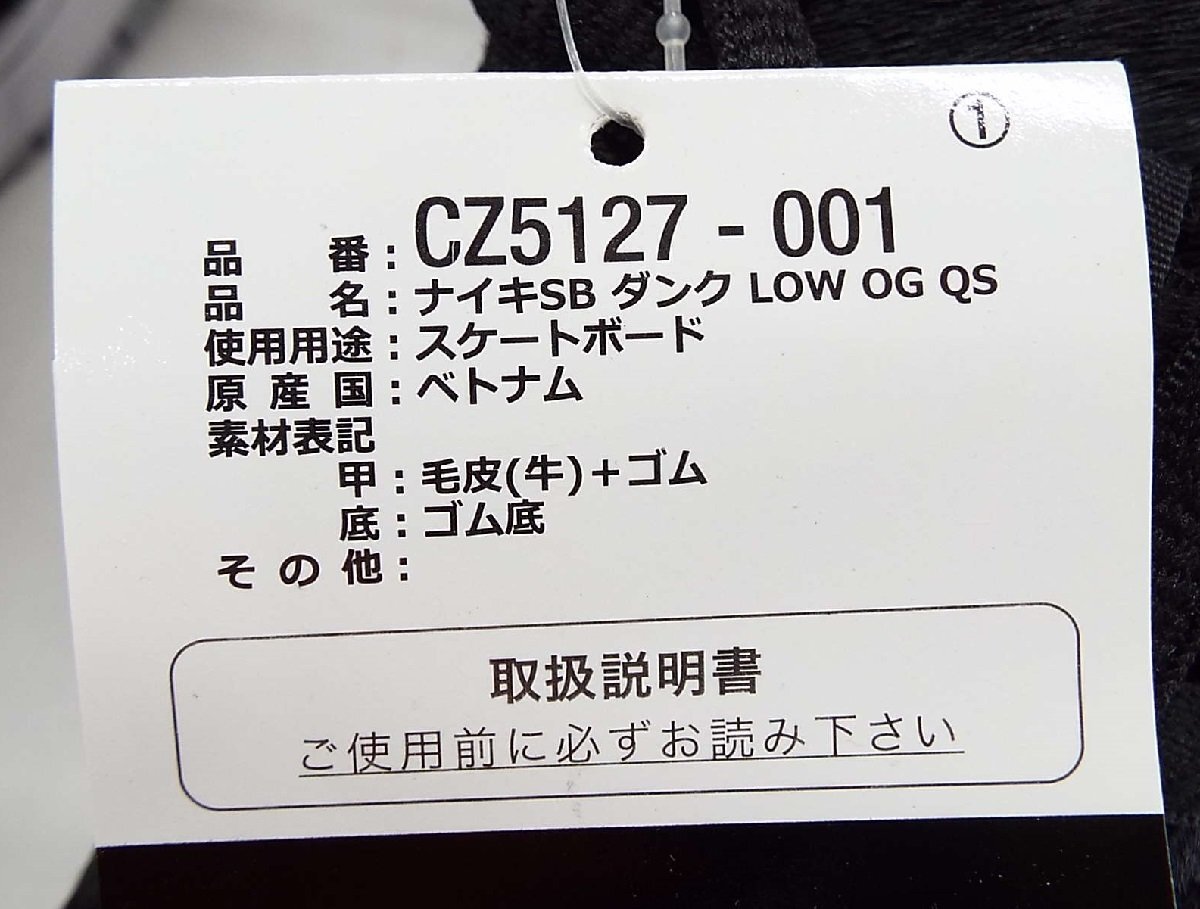 ①
品番：CZ5127-001
品名：ナイキSB ダンク LOW OG QS
使用用途：スケートボード
原産国：ベトナム
素材表記
甲：毛皮(牛)＋ゴム
底：ゴム底
その他：
取扱説明書
ご使用前に必ずお読み下さい